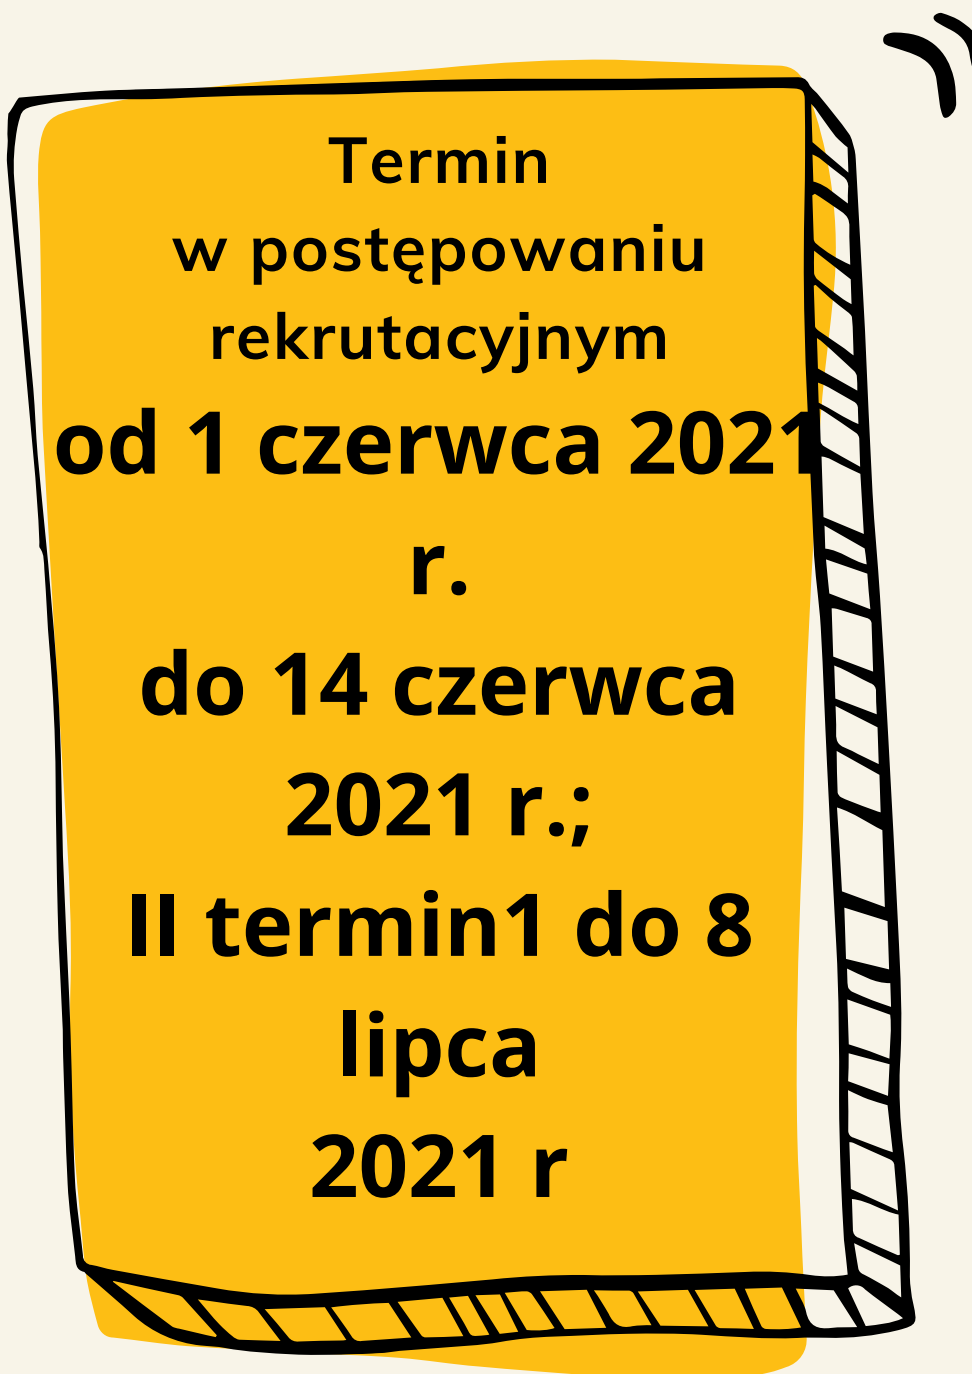 Termin
w postępowaniu
rekrutacyjnym
od 1 czerwca 2021
r.
do 14 czerwca
2021 r.;
II termin1 do 8
lipca
2021 r